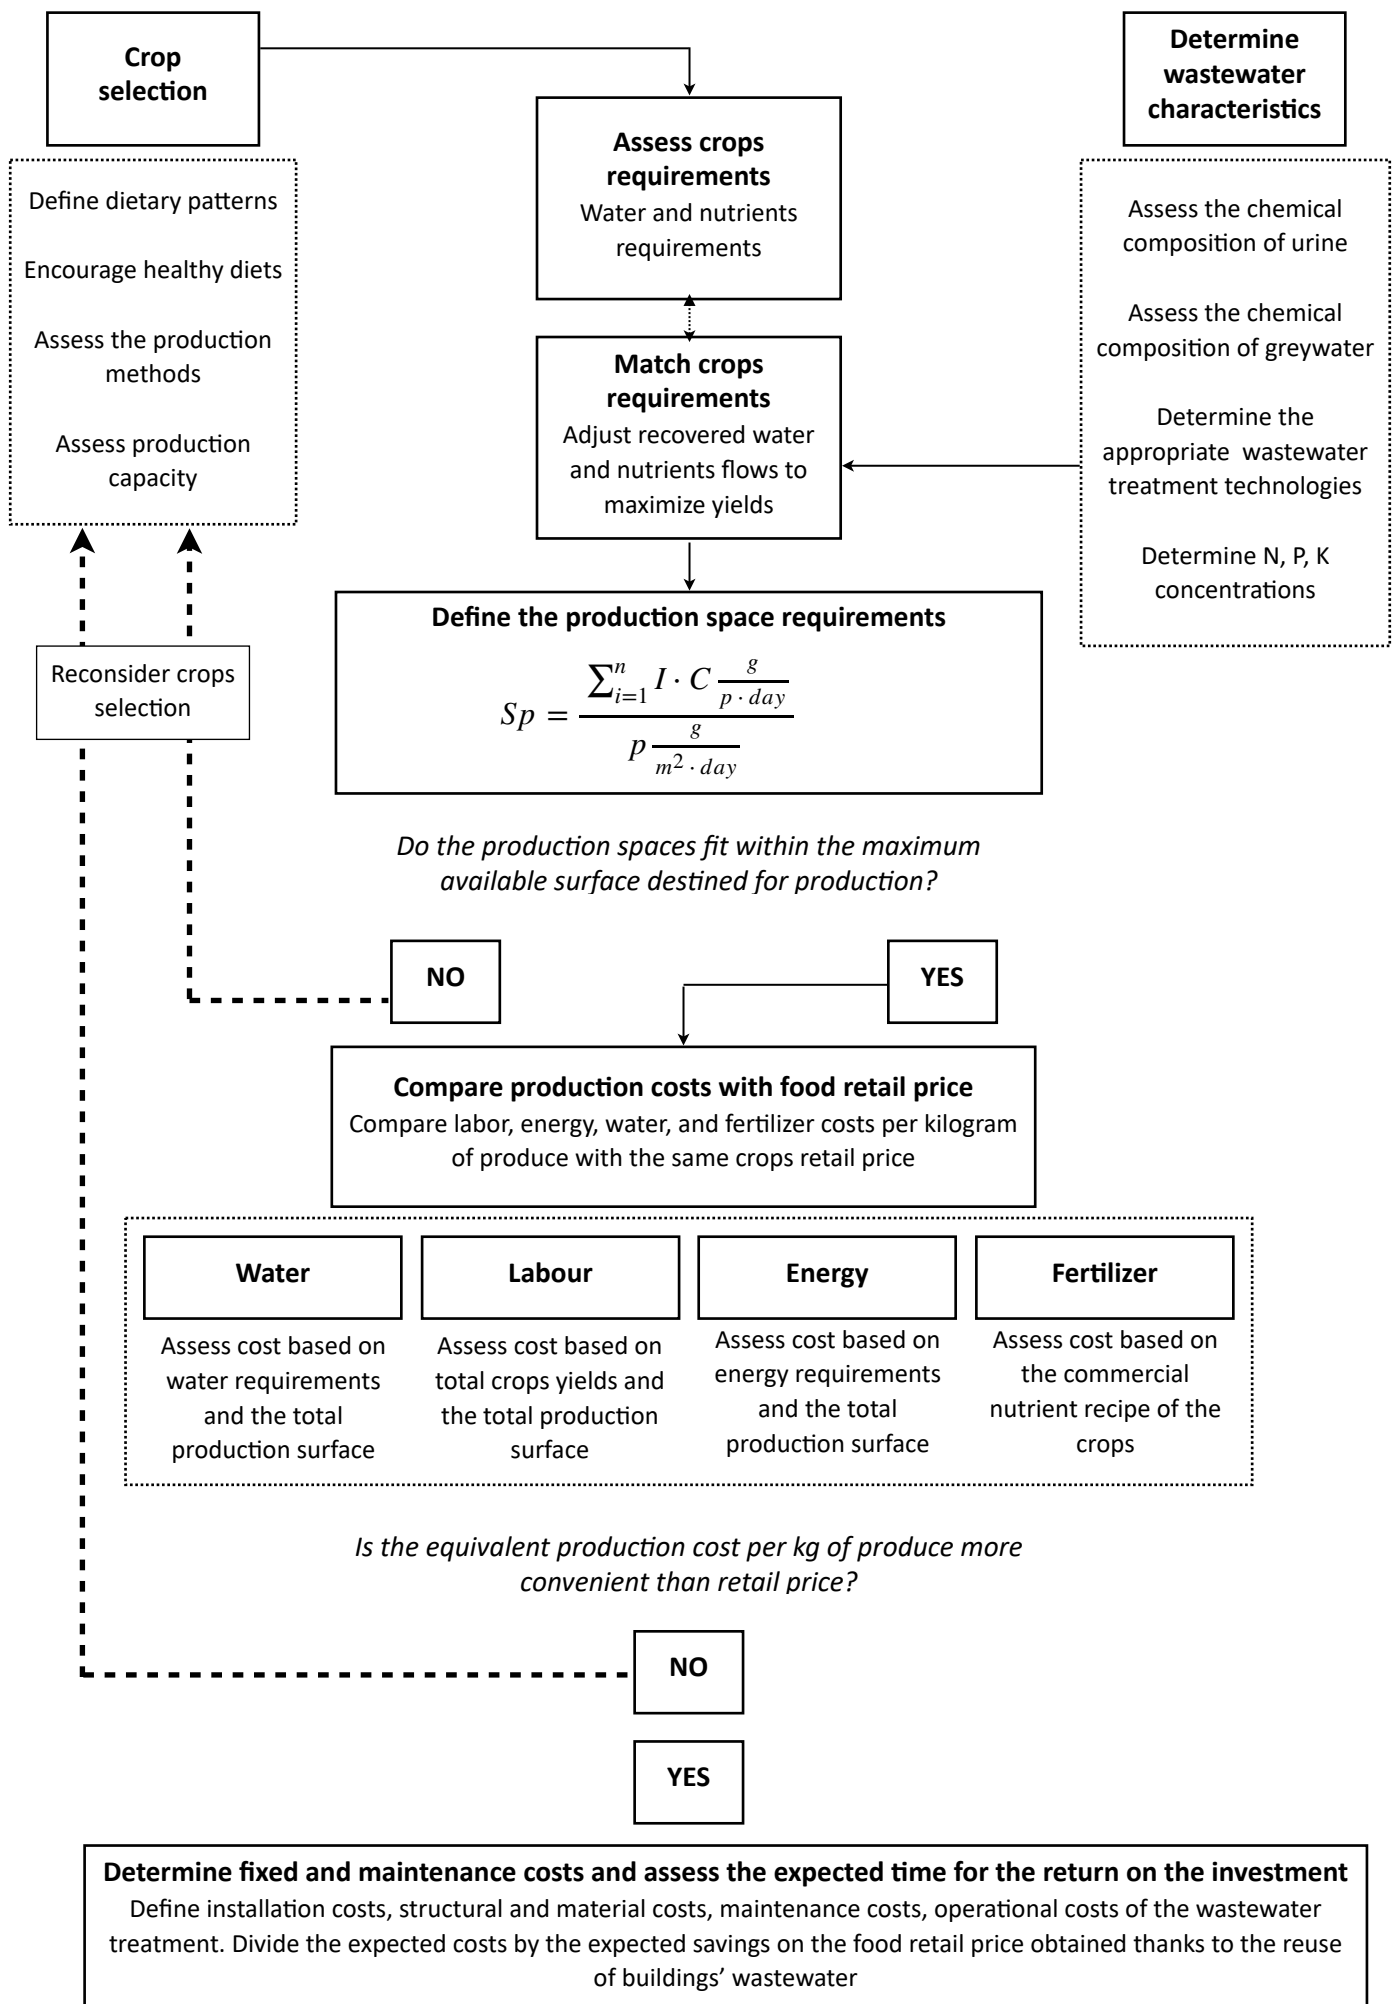 Crop
selection
Define dietary patterns
Encourage healthy diets
Assess the production
methods
Assess production
capacity
Reconsider crops
selection
Assess crops
requirements
Water and nutrients
requirements
Match crops
requirements
Adjust recovered water
and nutrients flows to
maximize yields
Determine
wastewater
characteristics
Assess the chemical
composition of urine
Assess the chemical
composition of greywater
Determine the
appropriate wastewater
treatment technologies
Determine N, P, K
concentrations
Define the production space requirements
Sp = \frac{\sum_{i=1}^{n} I · C \frac{g}{p · day}}{p \frac{g}{m^2 · day}}
Do the production spaces fit within the maximum
available surface destined for production?
NO
YES
Compare production costs with food retail price
Compare labor, energy, water, and fertilizer costs per kilogram
of produce with the same crops retail price
Water
Assess cost based on
water requirements
and the total
production surface
Labour
Assess cost based on
total crops yields and
the total production
surface
Energy
Assess cost based on
energy requirements
and the total
production surface
Fertilizer
Assess cost based on
the commercial
nutrient recipe of the
crops
Is the equivalent production cost per kg of produce more
convenient than retail price?
NO
YES
Determine fixed and maintenance costs and assess the expected time for the return on the investment
Define installation costs, structural and material costs, maintenance costs, operational costs of the wastewater
treatment. Divide the expected costs by the expected savings on the food retail price obtained thanks to the reuse
of buildings’ wastewater